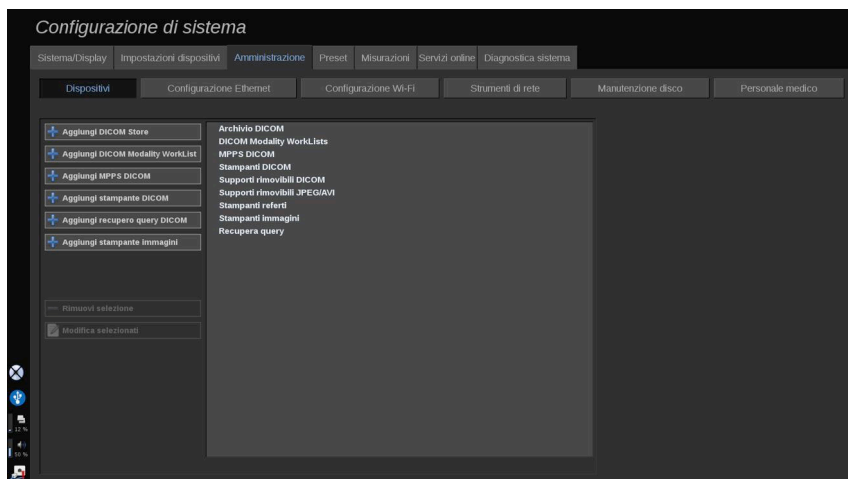 Configurazione di sistema
Sistema/Display Impostazioni dispositivi Amministrazione Preset Misurazioni Servizi online Diagnostica sistema
Dispositivi Configurazione Ethernet Configurazione Wi-Fi Strumenti di rete Manutenzione disco Personale medico
Aggiungi DICOM Store
Aggiungi DICOM Modality WorkList
Aggiungi MPPS DICOM
Aggiungi stampante DICOM
Aggiungi recupero query DICOM
Aggiungi stampante immagini
Rimuovi selezione
Modifica selezionati
Archivio DICOM
DICOM Modality WorkLists
MPPS DICOM
Stampanti DICOM
Supporti rimovibili DICOM
Supporti rimovibili JPEG/AVI
Stampanti referti
Stampanti immagini
Recupera query
12 %
50 %